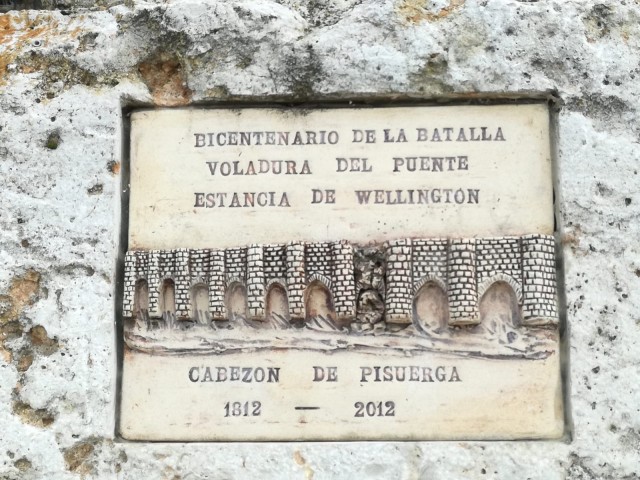 BICENTENARIO DE LA BATALLA
VOLADURA DEL PUENTE
ESTANCIA DE WELLINGTON
CABEZON DE PISUERGA
1812 — 2012